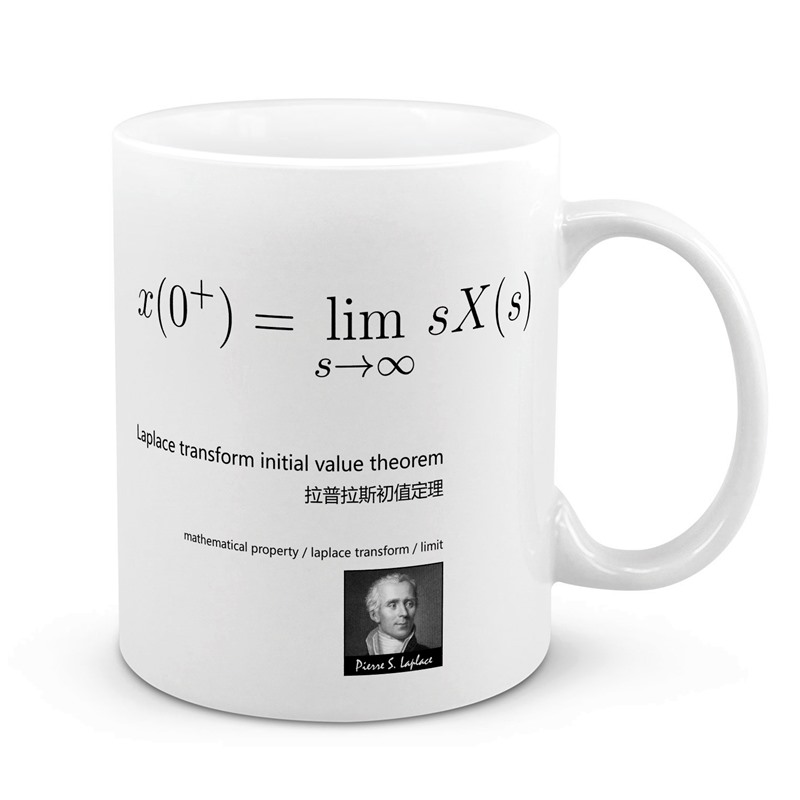 x(0⁺) = lim sX(s)
s→∞
Laplace transform initial value theorem
拉普拉斯初值定理
mathematical property / laplace transform / limit
Pierre S. Laplace